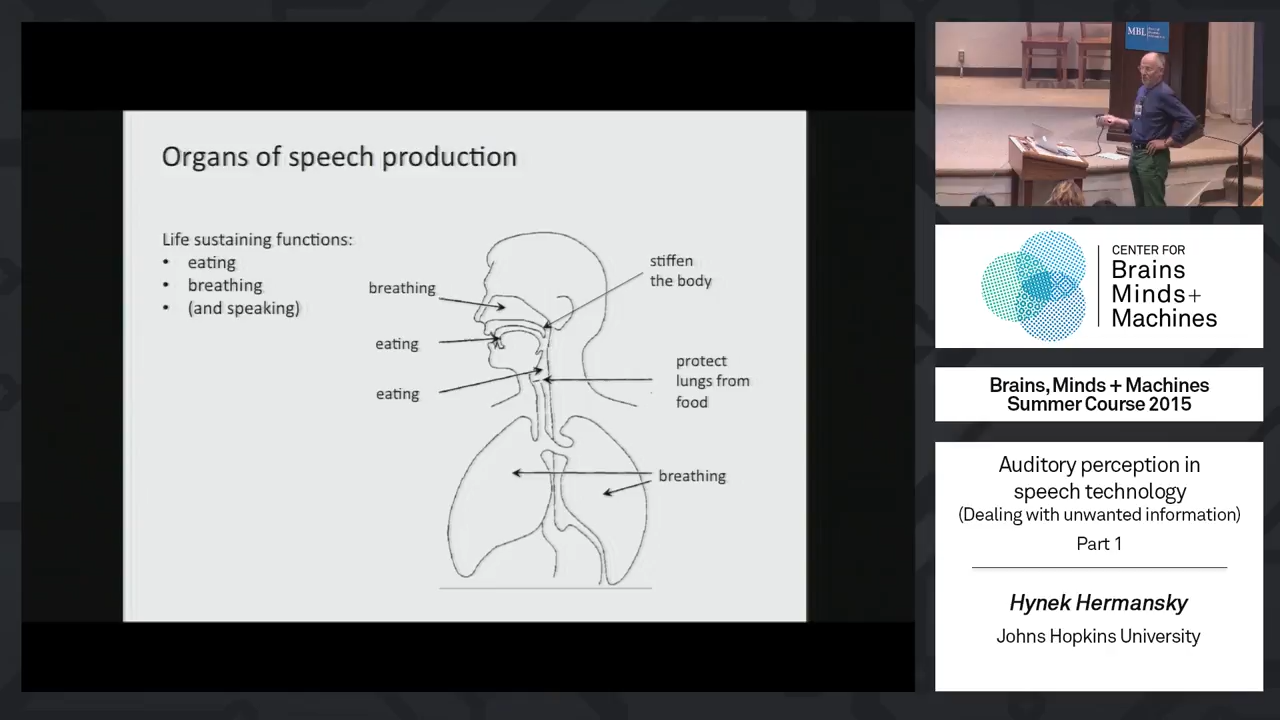 Organs of speech production
Life sustaining functions:
• eating
• breathing
• (and speaking)
breathing
eating
eating
stiffen
the body
protect
lungs from
food
breathing
MBL
CENTER FOR
Brains
Minds+
Machines
Brains, Minds + Machines
Summer Course 2015
Auditory perception in
speech technology
(Dealing with unwanted information)
Part 1
Hynek Hermansky
Johns Hopkins University